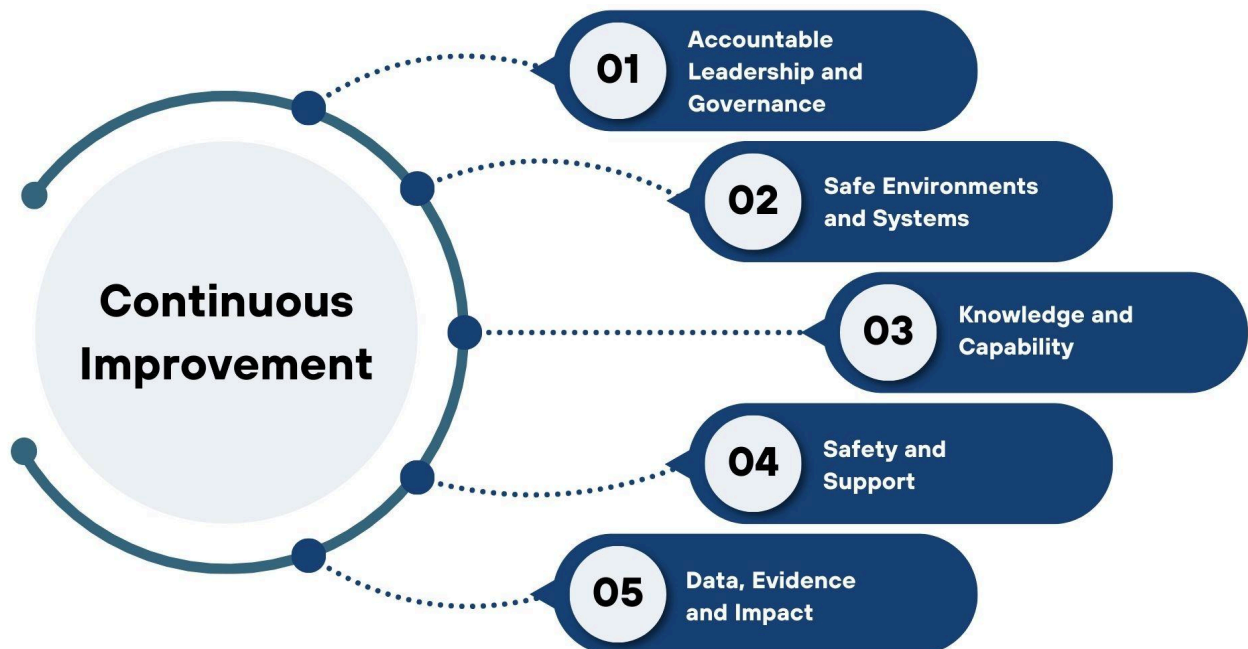 Continuous
Improvement
01
Accountable
Leadership and
Governance
02
Safe Environments
and Systems
03
Knowledge and
Capability
04
Safety and
Support
05
Data, Evidence
and Impact